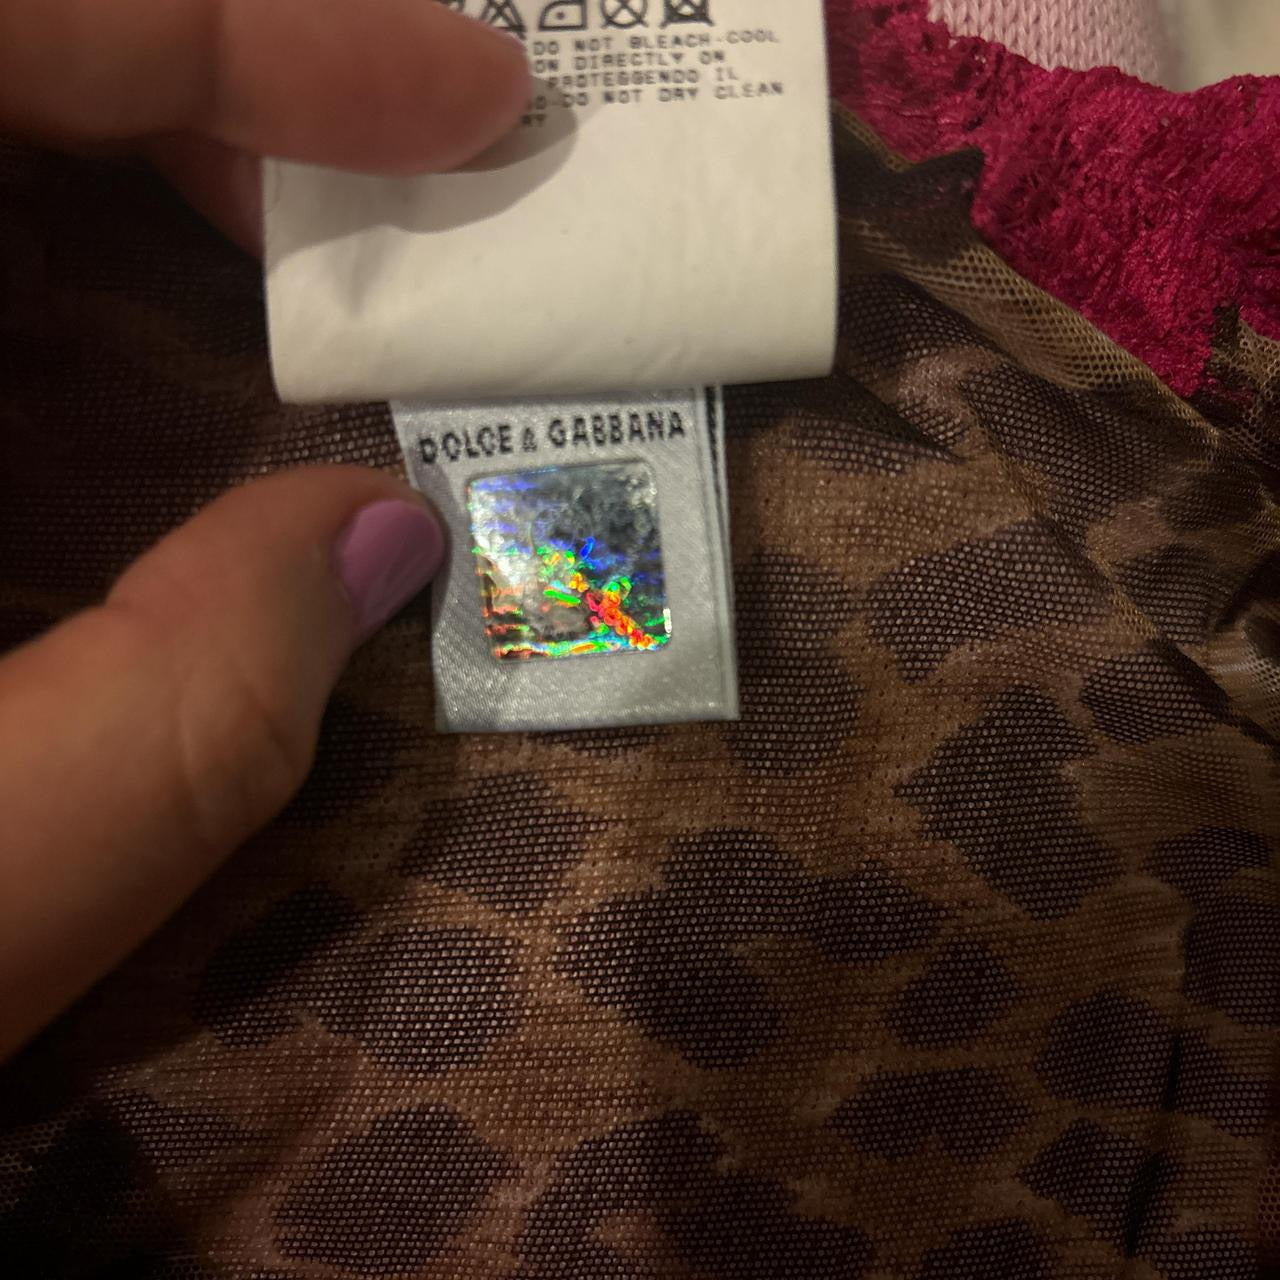 DO NOT BLEACH-COOL
ON DIRECTLY ON
PROTEGGENDO IL
DO NOT DRY CLEAN
DOLCE & GABBANA